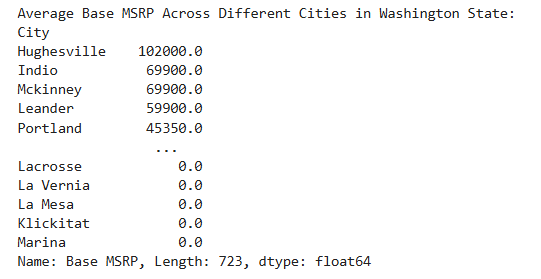 Average Base MSRP Across Different Cities in Washington State:
City
Hughesville    102000.0
Indio           69900.0
Mckinney        69900.0
Leander         59900.0
Portland        45350.0
                 ...
Lacrosse            0.0
La Vernia           0.0
La Mesa             0.0
Klickitat           0.0
Marina              0.0
Name: Base MSRP, Length: 723, dtype: float64